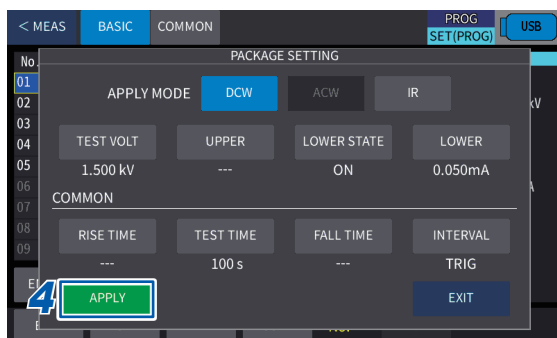 < MEAS BASIC COMMON PROG SET(PROG) USB
No.
PACKAGE SETTING
01
02
03
04
05
06
07
08
09
APPLY MODE DCW ACW IR
kV
TEST VOLT UPPER LOWER STATE LOWER
1.500 kV --- ON 0.050mA
COMMON
RISE TIME TEST TIME FALL TIME INTERVAL
--- 100 s --- TRIG
4 APPLY EXIT